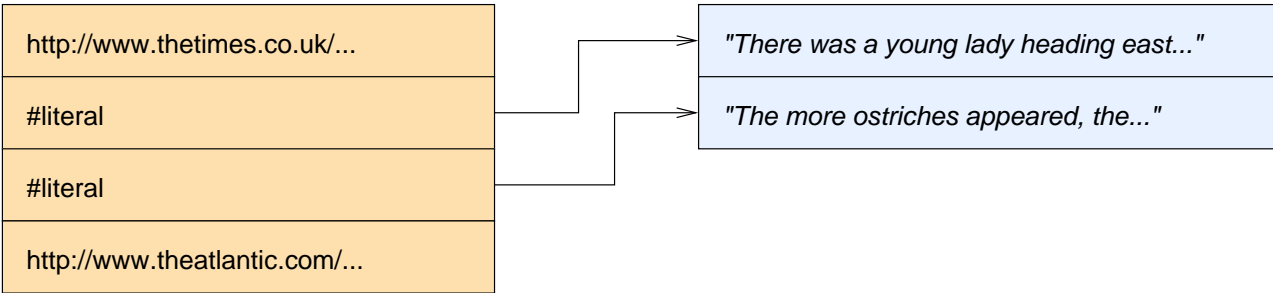 http://www.thetimes.co.uk/...
#literal
#literal
http://www.theatlantic.com/...
"There was a young lady heading east..."
"The more ostriches appeared, the..."